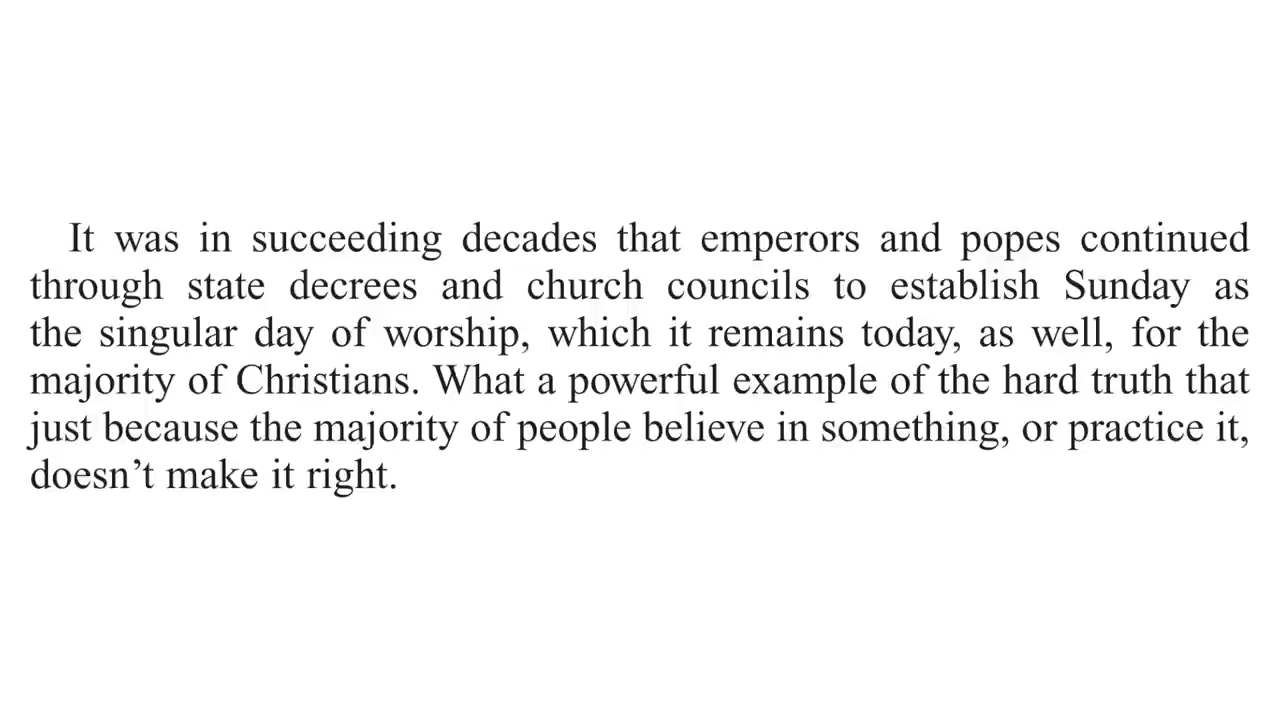 It was in succeeding decades that emperors and popes continued
through state decrees and church councils to establish Sunday as
the singular day of worship, which it remains today, as well, for the
majority of Christians. What a powerful example of the hard truth that
just because the majority of people believe in something, or practice it,
doesn’t make it right.